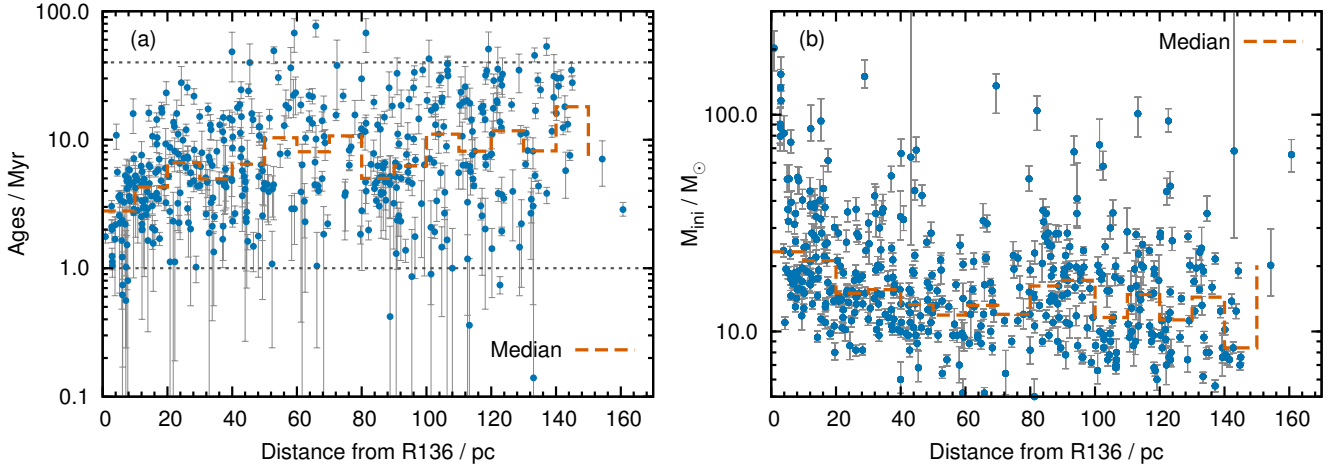 (a)
100.0
10.0
1.0
0.1
Ages / Myr
Median
0 20 40 60 80 100 120 140 160
Distance from R136 / pc
(b)
Median
100.0
10.0
M_ini / M_⊙
0 20 40 60 80 100 120 140 160
Distance from R136 / pc